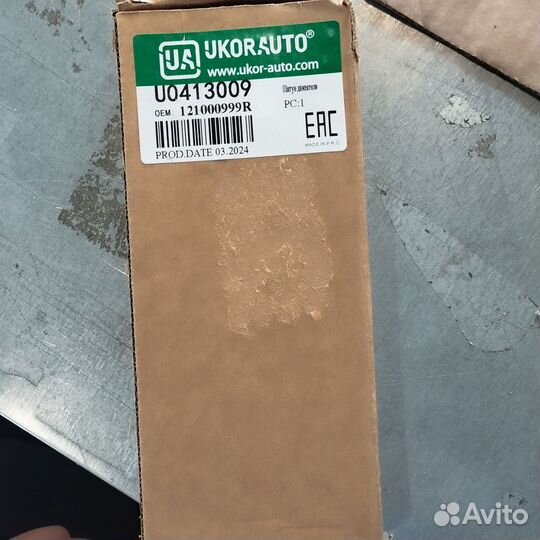 UA UKORAUTO®
www.ukor-auto.com
U0413009
Шатун двигателя
OEM: 121000999R
PC:1
EAC
PROD.DATE 03.2024
MADE IN P.R.C.
Avito